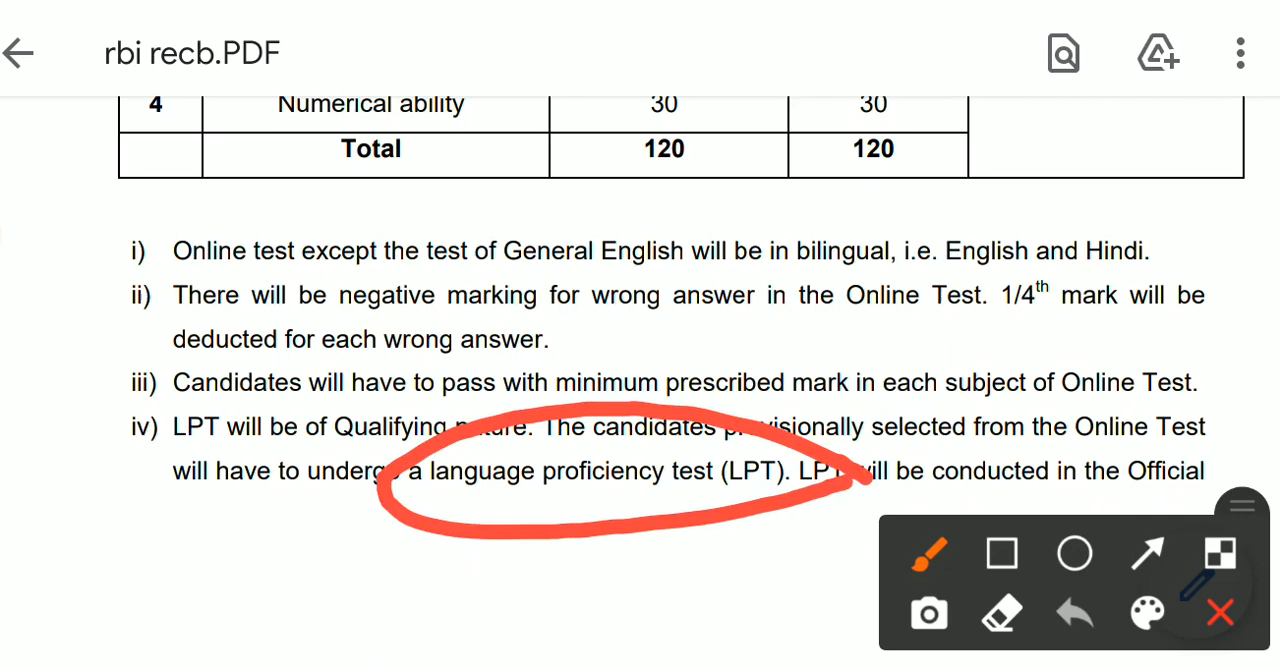 rbi recb.PDF
4 Numerical ability 30 30
Total 120 120
i) Online test except the test of General English will be in bilingual, i.e. English and Hindi.
ii) There will be negative marking for wrong answer in the Online Test. 1/4th mark will be
deducted for each wrong answer.
iii) Candidates will have to pass with minimum prescribed mark in each subject of Online Test.
iv) LPT will be of Qualifying nature. The candidates provisionally selected from the Online Test
will have to undergo a language proficiency test (LPT). LPT will be conducted in the Official